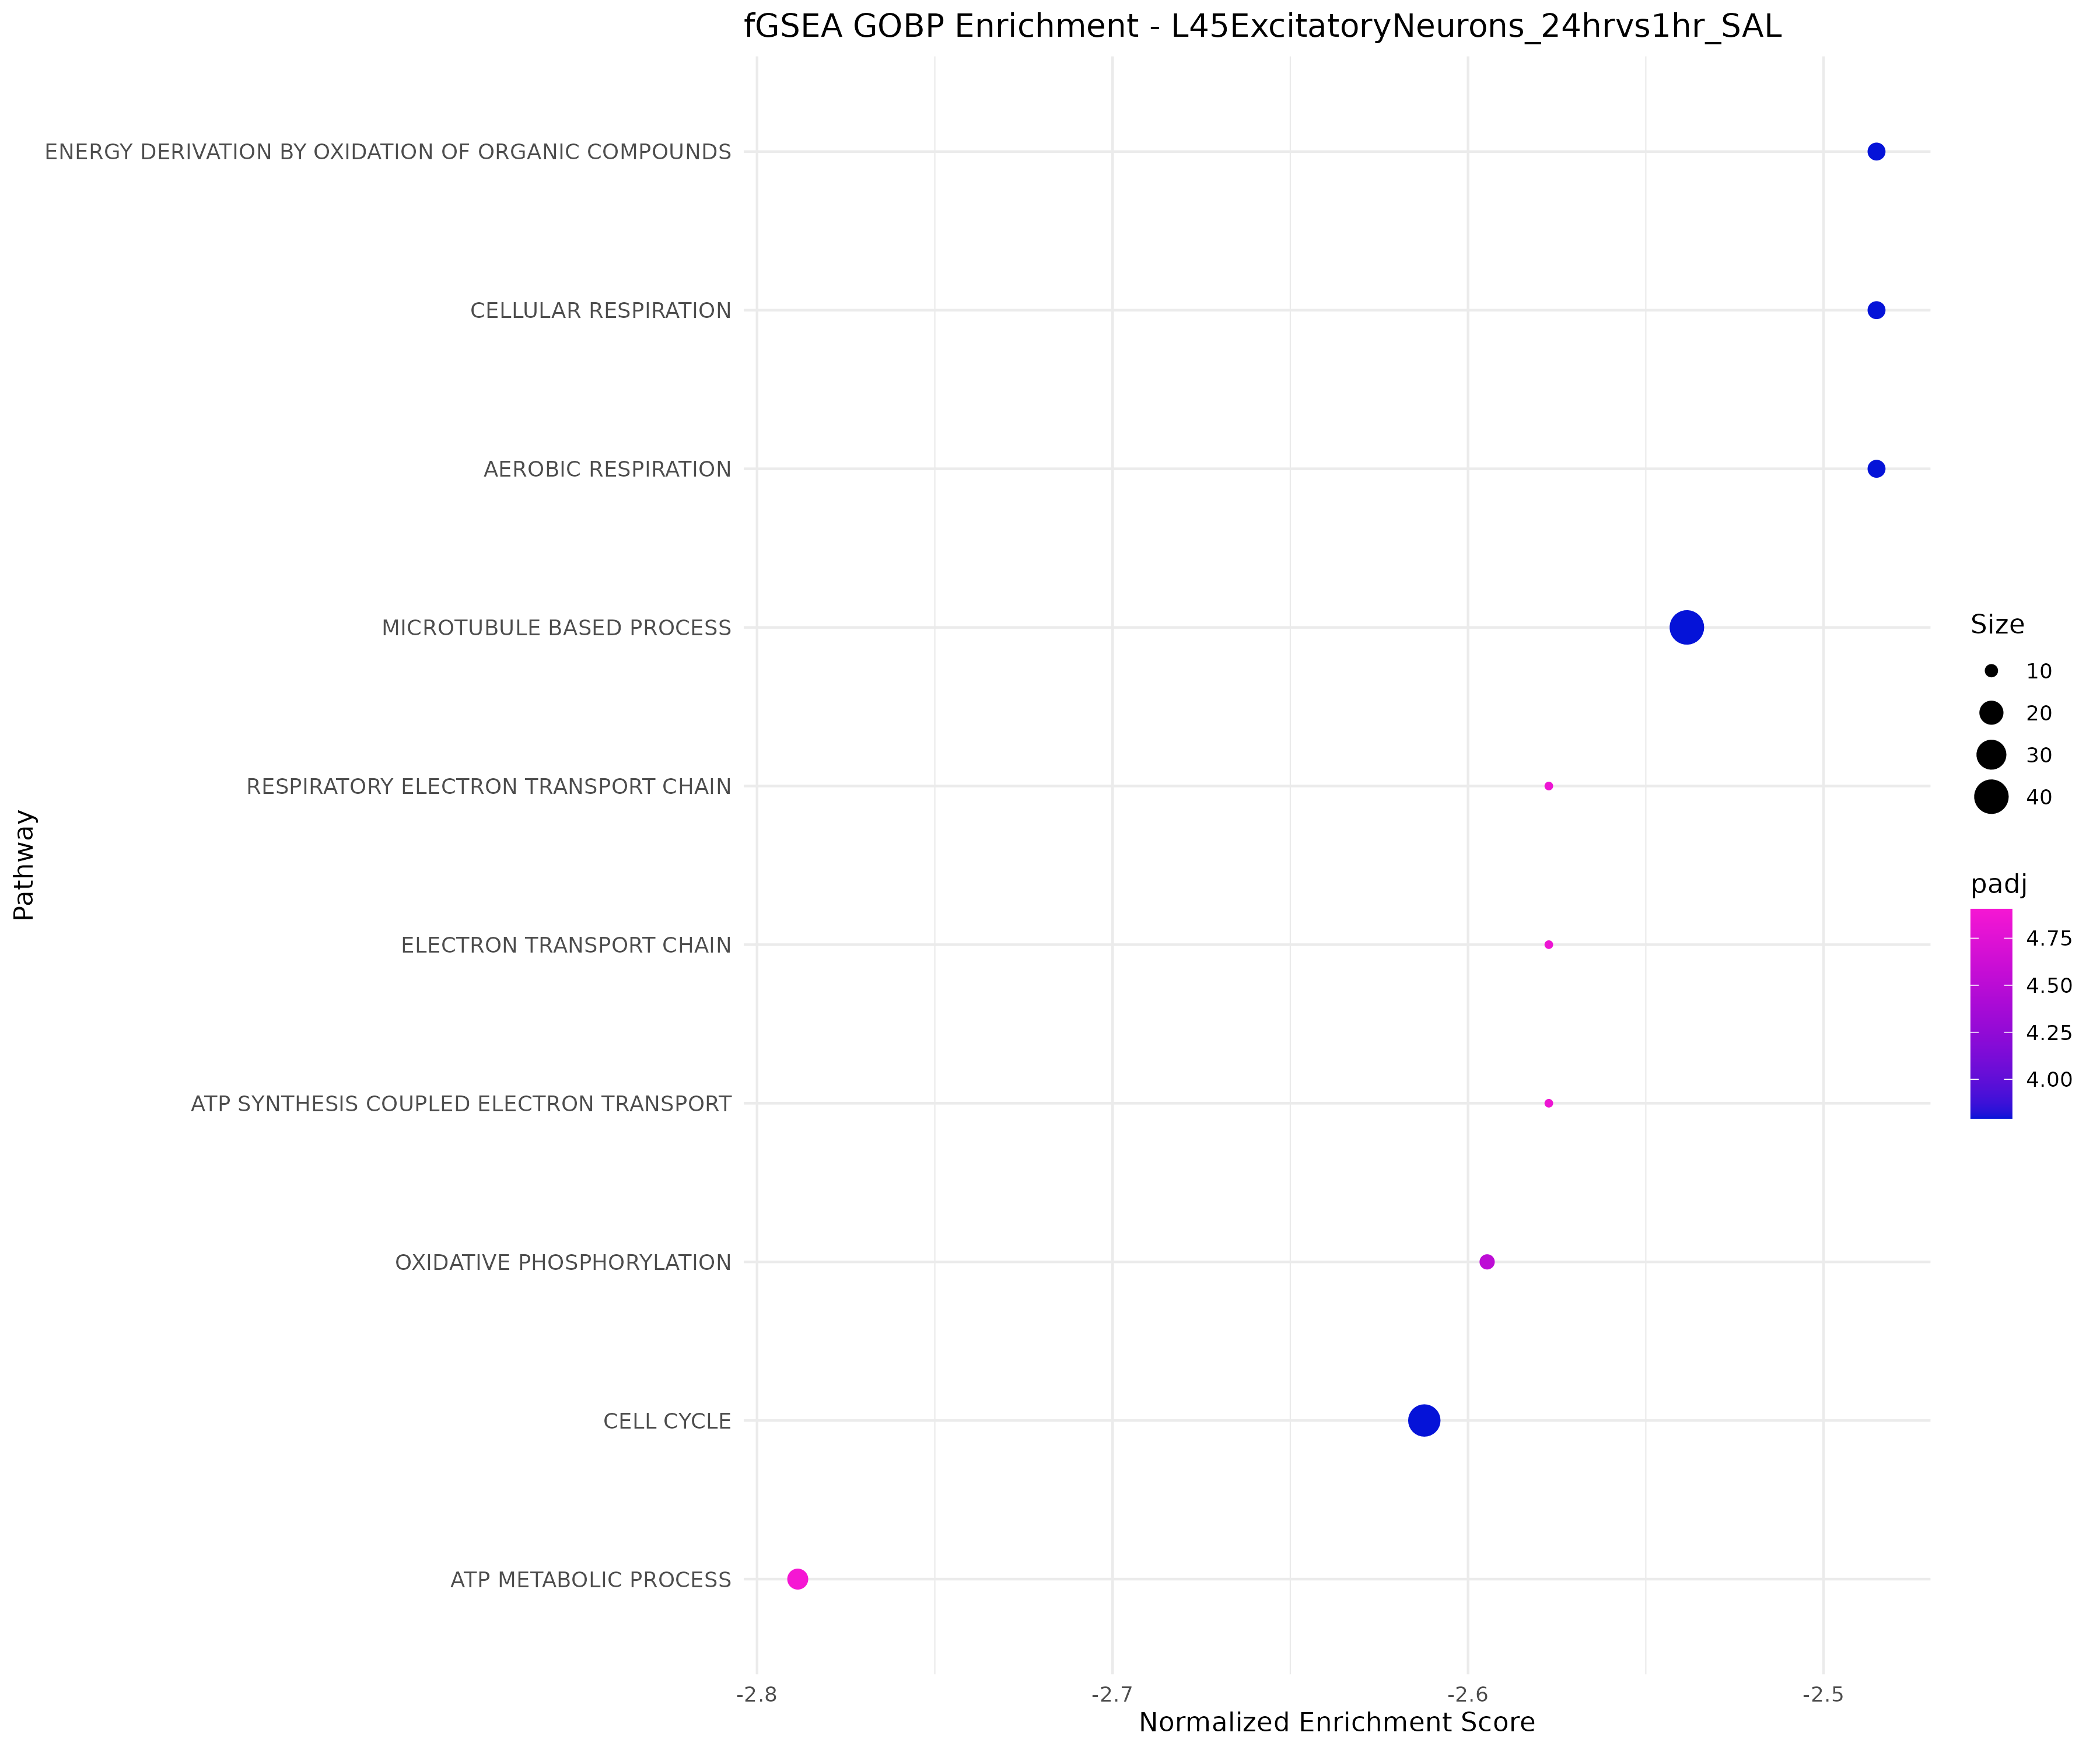 fGSEA GOBP Enrichment - L45ExcitatoryNeurons_24hrvs1hr_SAL
ENERGY DERIVATION BY OXIDATION OF ORGANIC COMPOUNDS
CELLULAR RESPIRATION
AEROBIC RESPIRATION
MICROTUBULE BASED PROCESS
RESPIRATORY ELECTRON TRANSPORT CHAIN
ELECTRON TRANSPORT CHAIN
ATP SYNTHESIS COUPLED ELECTRON TRANSPORT
OXIDATIVE PHOSPHORYLATION
CELL CYCLE
ATP METABOLIC PROCESS
Pathway
-2.8 -2.7 -2.6 -2.5
Normalized Enrichment Score
Size
10
20
30
40
padj
4.75
4.50
4.25
4.00